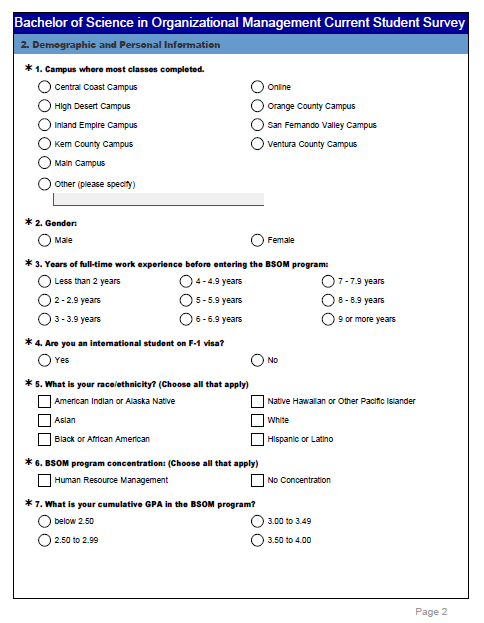 Bachelor of Science in Organizational Management Current Student Survey
2. Demographic and Personal Information
* 1. Campus where most classes completed.
Central Coast Campus Online
High Desert Campus Orange County Campus
Inland Empire Campus San Fernando Valley Campus
Kern County Campus Ventura County Campus
Main Campus
Other (please specify)
* 2. Gender:
Male Female
* 3. Years of full-time work experience before entering the BSOM program:
Less than 2 years 4 - 4.9 years 7 - 7.9 years
2 - 2.9 years 5 - 5.9 years 8 - 8.9 years
3 - 3.9 years 6 - 6.9 years 9 or more years
* 4. Are you an international student on F-1 visa?
Yes No
* 5. What is your race/ethnicity? (Choose all that apply)
American Indian or Alaska Native Native Hawaiian or Other Pacific Islander
Asian White
Black or African American Hispanic or Latino
* 6. BSOM program concentration: (Choose all that apply)
Human Resource Management No Concentration
* 7. What is your cumulative GPA in the BSOM program?
below 2.50 3.00 to 3.49
2.50 to 2.99 3.50 to 4.00
Page 2